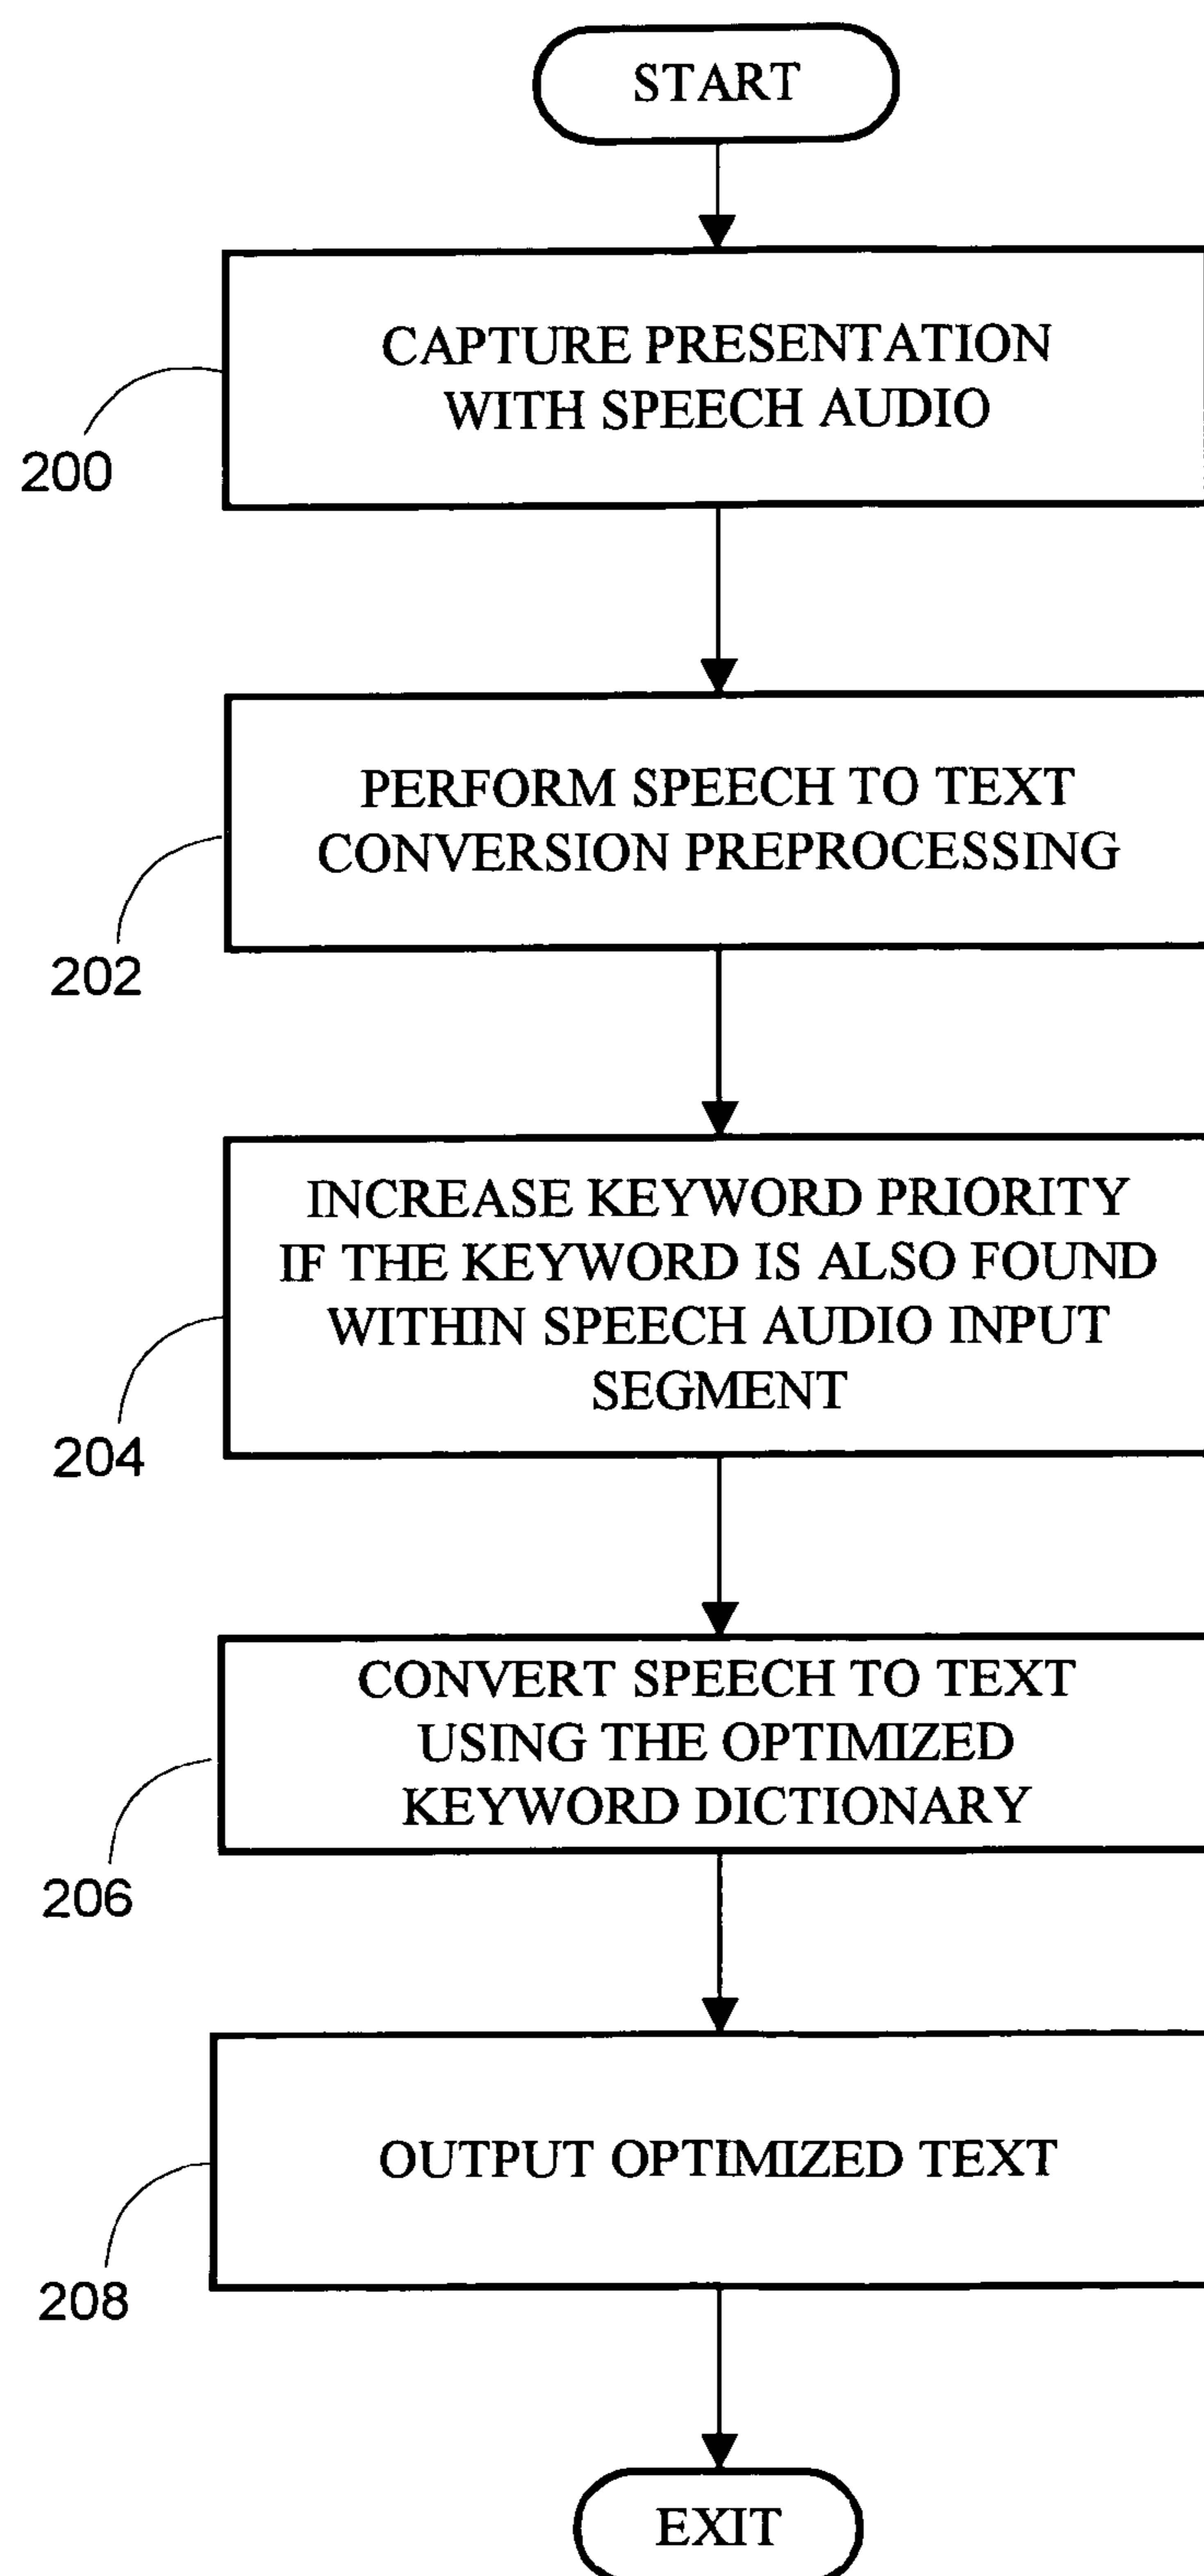 START
CAPTURE PRESENTATION
WITH SPEECH AUDIO
200
PERFORM SPEECH TO TEXT
CONVERSION PREPROCESSING
202
INCREASE KEYWORD PRIORITY
IF THE KEYWORD IS ALSO FOUND
WITHIN SPEECH AUDIO INPUT
SEGMENT
204
CONVERT SPEECH TO TEXT
USING THE OPTIMIZED
KEYWORD DICTIONARY
206
OUTPUT OPTIMIZED TEXT
208
EXIT